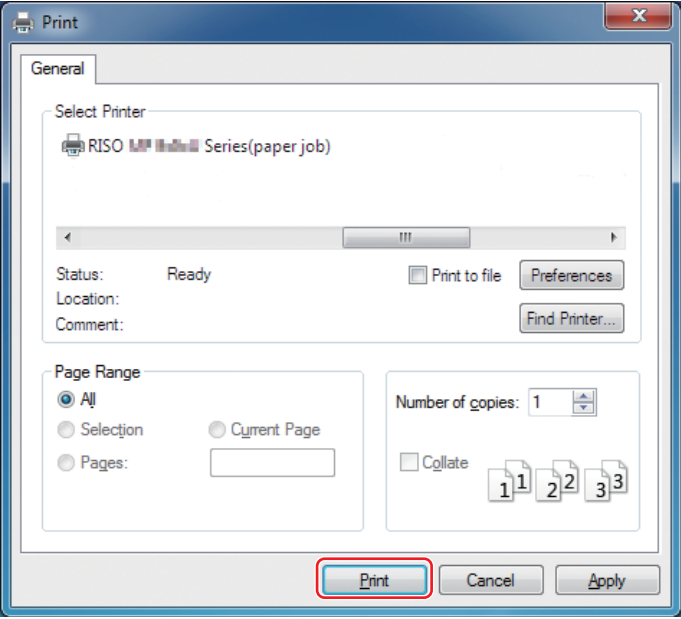 Print
General
Select Printer
RISO Series(paper job)
Status: Ready
Print to file
Preferences
Location:
Comment:
Find Printer...
Page Range
All
Selection
Current Page
Pages:
Number of copies: 1
Collate
1 1 2 2 3 3
Print
Cancel
Apply